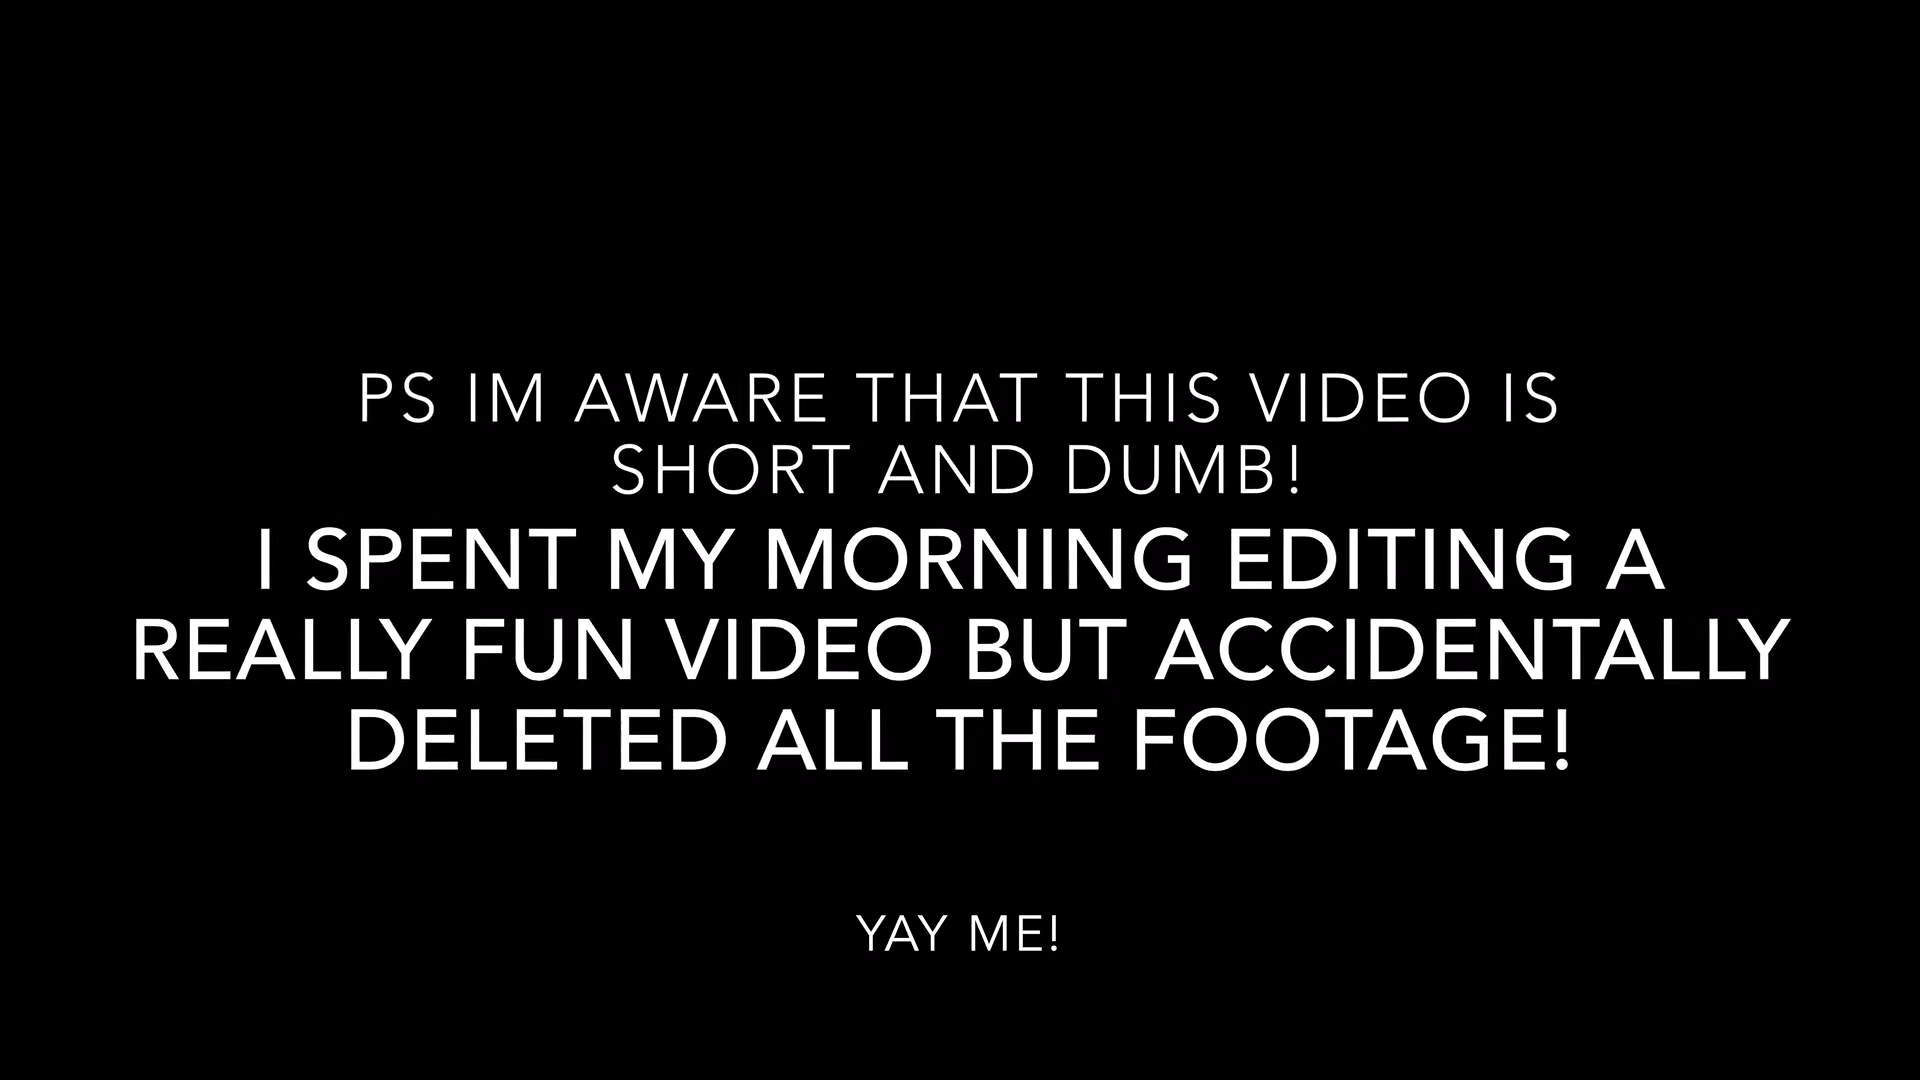 PS IM AWARE THAT THIS VIDEO IS
SHORT AND DUMB!
I SPENT MY MORNING EDITING A
REALLY FUN VIDEO BUT ACCIDENTALLY
DELETED ALL THE FOOTAGE!
YAY ME!